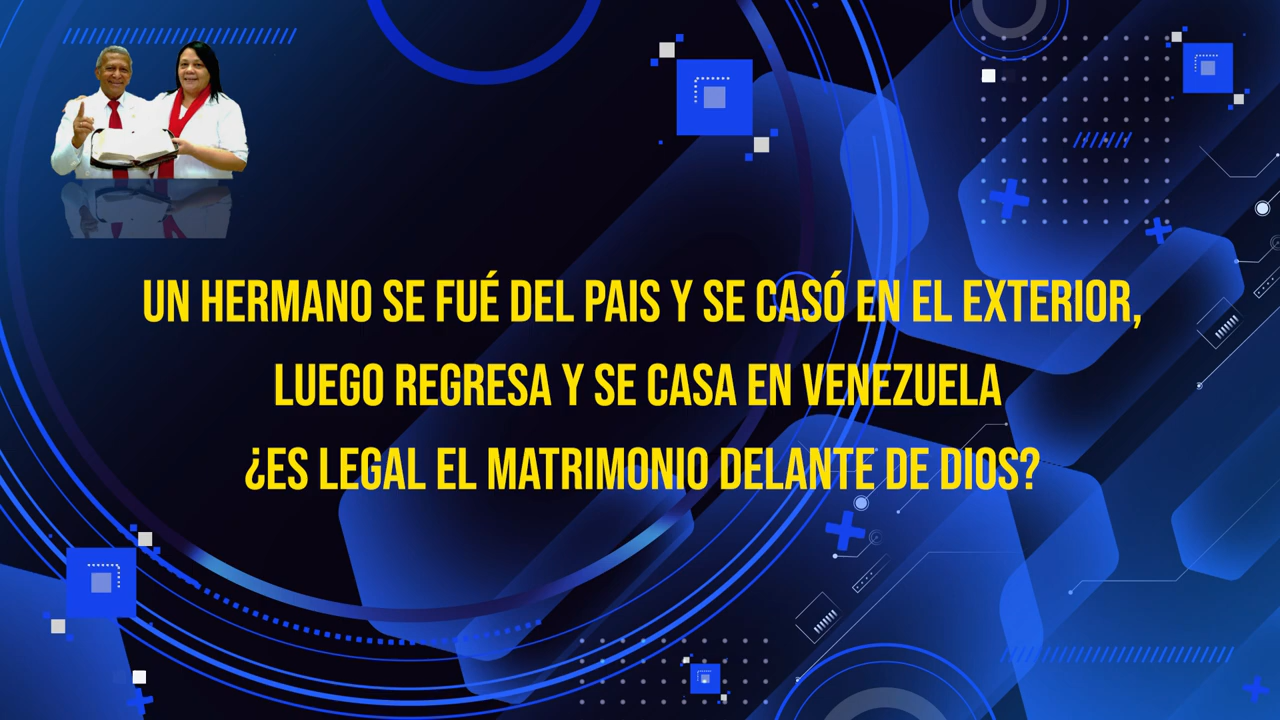 UN HERMANO SE FUÉ DEL PAIS Y SE CASÓ EN EL EXTERIOR,
LUEGO REGRESA Y SE CASA EN VENEZUELA
¿ES LEGAL EL MATRIMONIO DELANTE DE DIOS?